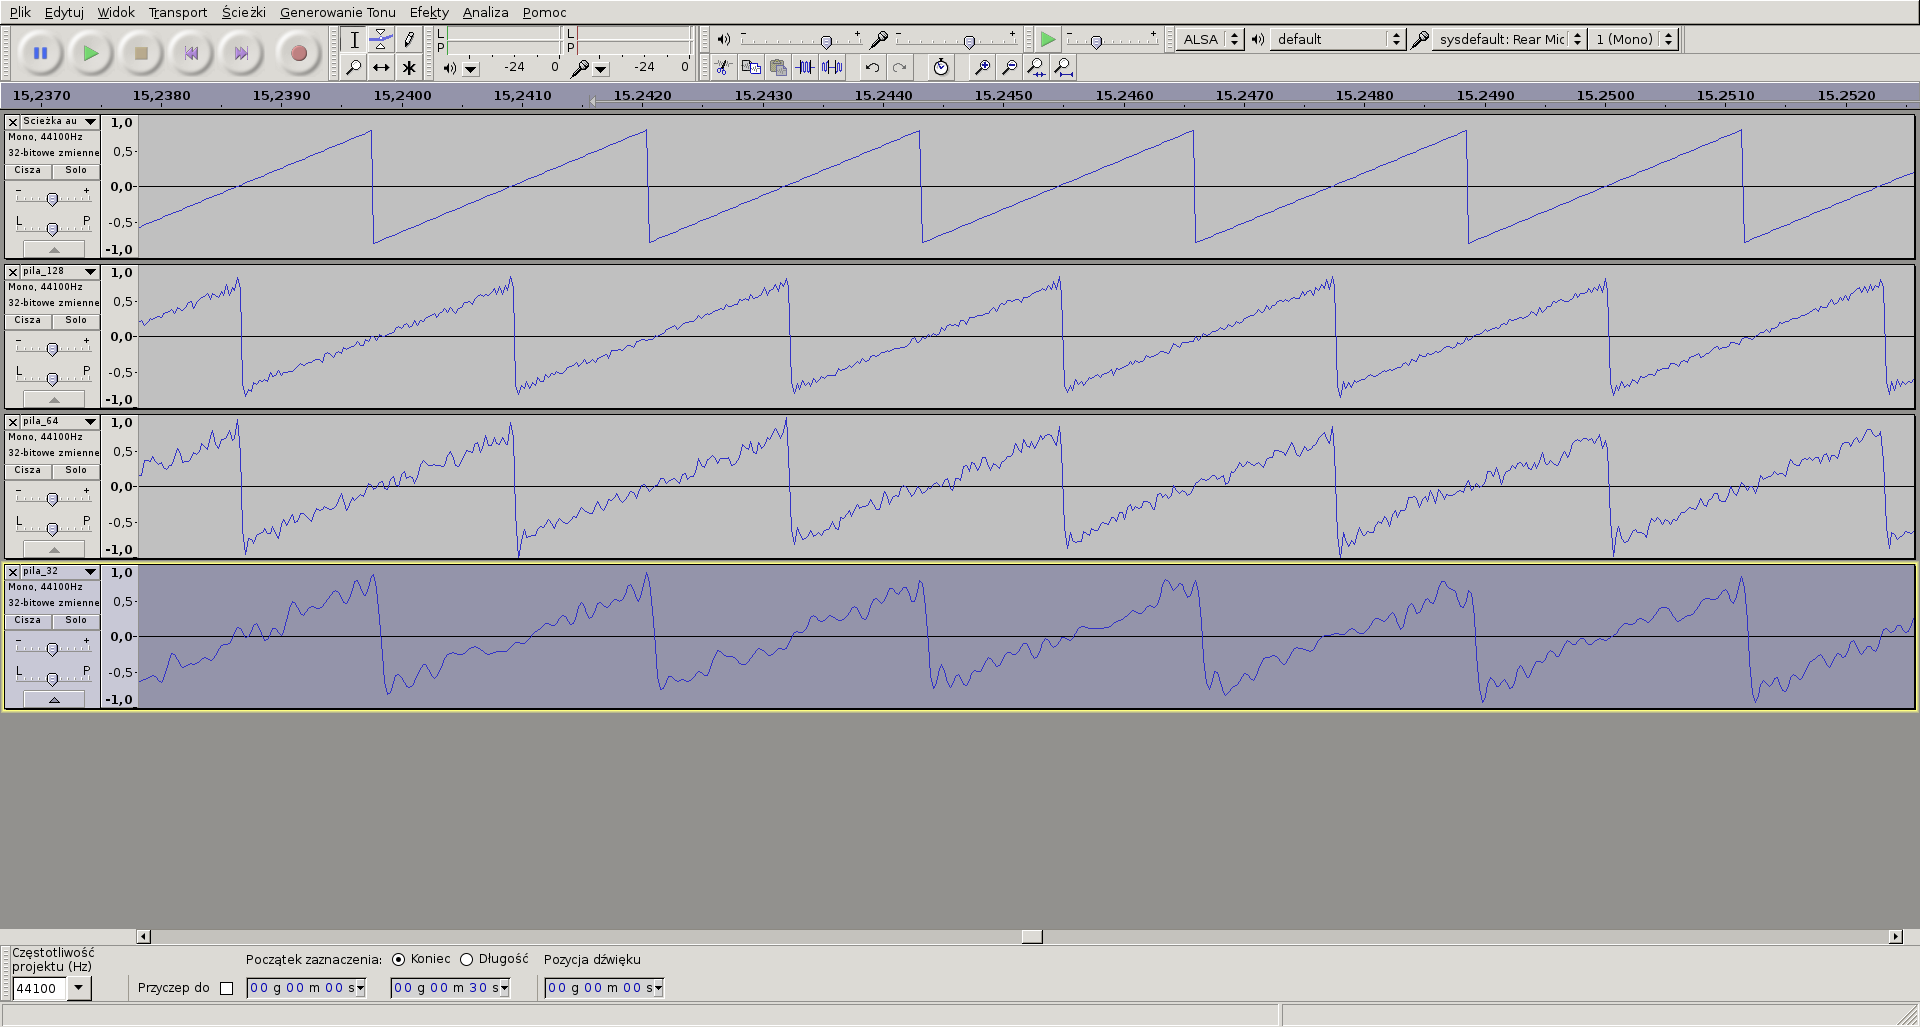 Plik Edytuj Widok Transport Ścieżki Generowanie Tonu Efekty Analiza Pomoc
L
P
L
P
ALSA default sysdefault: Rear Mic 1 (Mono)
-24 0 -24 0
15,2370 15,2380 15,2390 15,2400 15,2410 15.2420 15.2430 15.2440 15.2450 15.2460 15.2470 15.2480 15.2490 15.2500 15.2510 15.2520
Scieżka au
Mono, 44100Hz
32-bitowe zmienne
Cisza Solo
- +
L P
1,0
0,5-
0,0-
-0,5-
-1,0
pila_128
Mono, 44100Hz
32-bitowe zmienne
Cisza Solo
- +
L P
1,0
0,5-
0,0-
-0,5-
-1,0
pila_64
Mono, 44100Hz
32-bitowe zmienne
Cisza Solo
- +
L P
1,0
0,5-
0,0-
-0,5-
-1,0
pila_32
Mono, 44100Hz
32-bitowe zmienne
Cisza Solo
- +
L P
1,0
0,5-
0,0-
-0,5-
-1,0
Częstotliwość
projektu (Hz)
44100
Przyczep do
Początek zaznaczenia: Koniec Długość Pozycja dźwięku
00 g 00 m 00 s 00 g 00 m 30 s 00 g 00 m 00 s